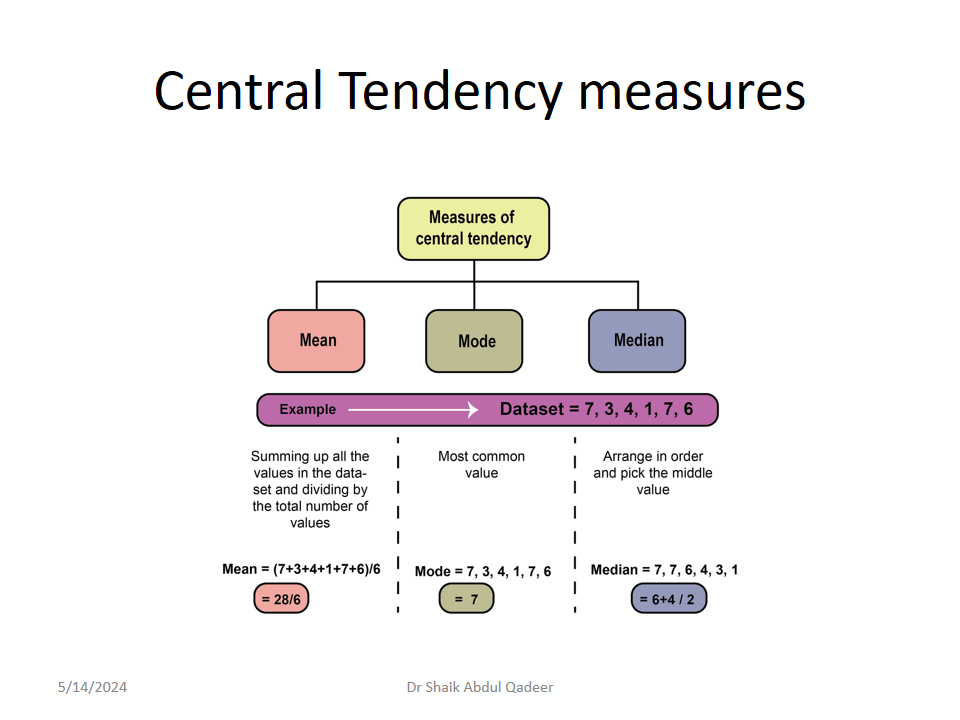 Central Tendency measures
Measures of
central tendency
Mean
Mode
Median
Example
Dataset = 7, 3, 4, 1, 7, 6
Summing up all the
values in the data-
set and dividing by
the total number of
values
Mean = (7+3+4+1+7+6)/6
= 28/6
Most common
value
Mode = 7, 3, 4, 1, 7, 6
= 7
Arrange in order
and pick the middle
value
Median = 7, 7, 6, 4, 3, 1
= 6+4 / 2
5/14/2024
Dr Shaik Abdul Qadeer